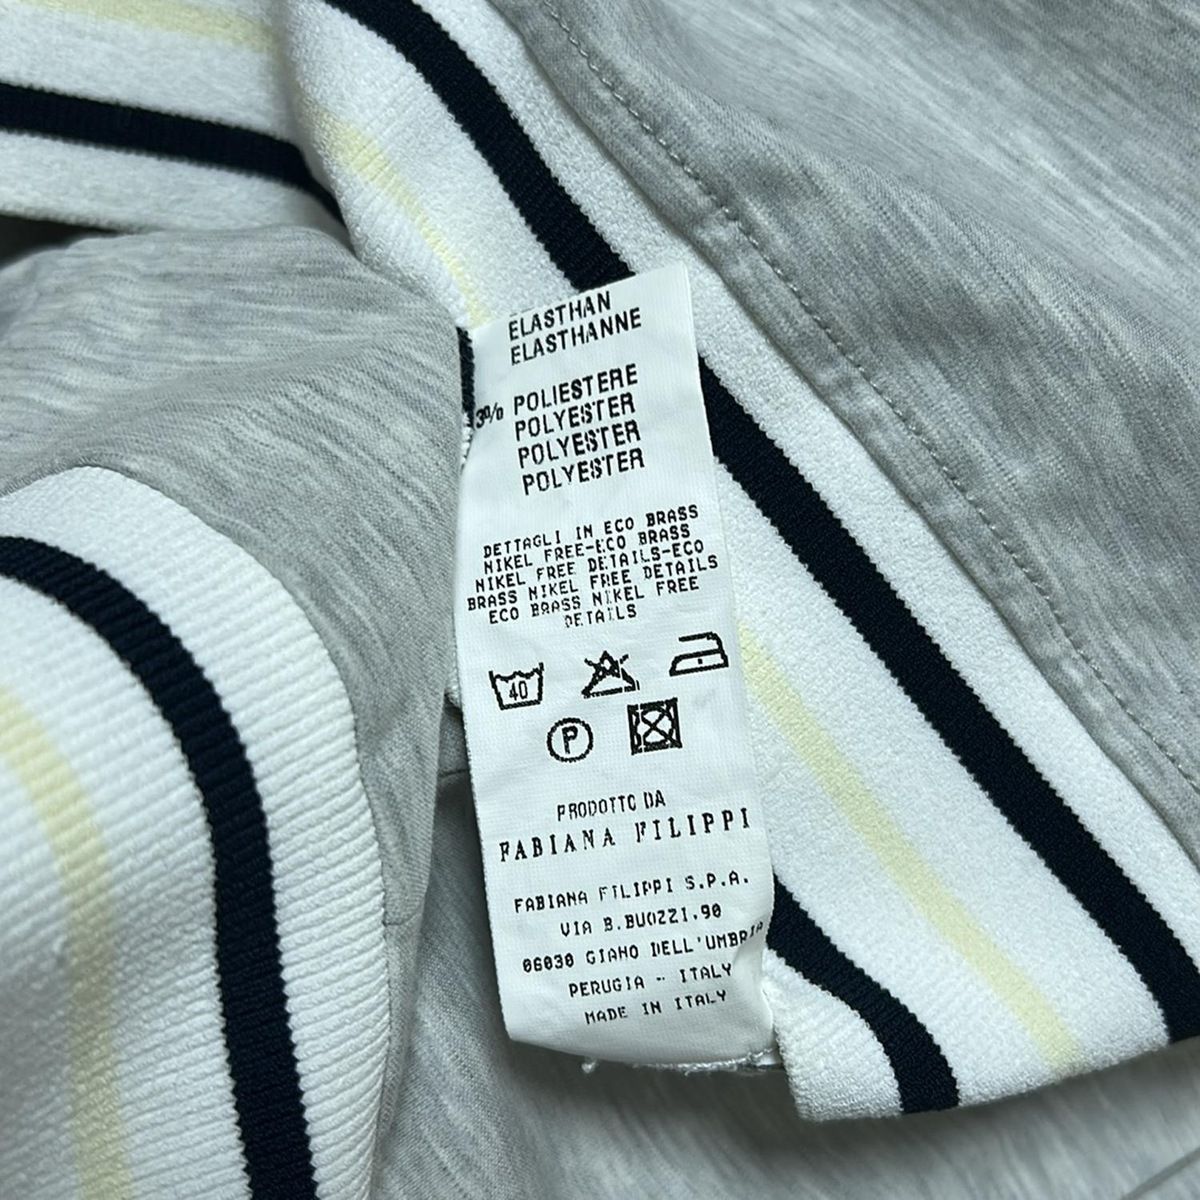 ELASTHAN
ELASTHANNE
3% POLIESTERE
POLYESTER
POLYESTER
POLYESTER
DETTAGLI IN ECO BRASS
NIKEL FREE-ECO BRASS
NIKEL FREE DETAILS-ECO
BRASS NIKEL FREE DETAILS
ECO BRASS NIKEL FREE
DETAILS
40
P
PRODOTTO DA
FABIANA FILIPPI
FABIANA FILIPPI S.P.A.
VIA B.BUOZZI,90
06030 GIANO DELL'UMBRIA
PERUGIA - ITALY
MADE IN ITALY